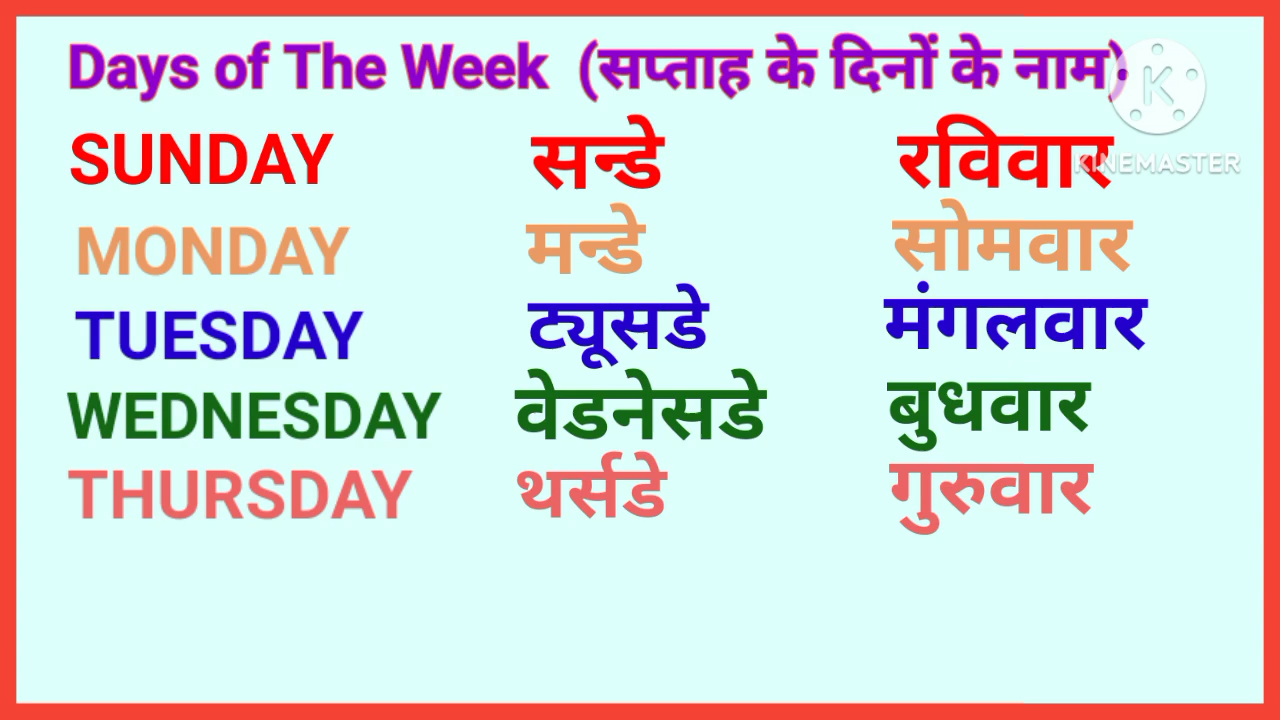 Days of The Week (सप्ताह के दिनों के नाम)
SUNDAY सन्डे रविवार
KINEMASTER
MONDAY मन्डे सोमवार
TUESDAY ट्यूसडे मंगलवार
WEDNESDAY वेडनेसडे बुधवार
THURSDAY थर्सडे गुरुवार